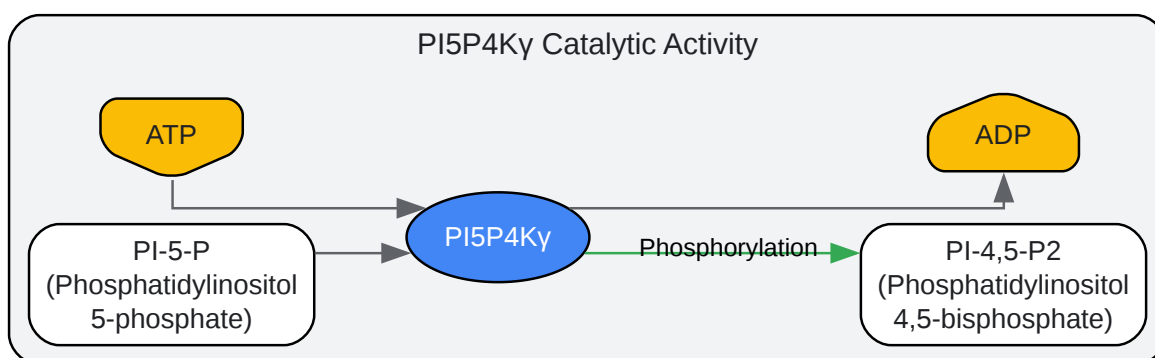 PI5P4Kγ Catalytic Activity
ATP
ADP
PI-5-P
(Phosphatidylinositol
5-phosphate)
PI5P4Kγ
Phosphorylation
PI-4,5-P2
(Phosphatidylinositol
4,5-bisphosphate)